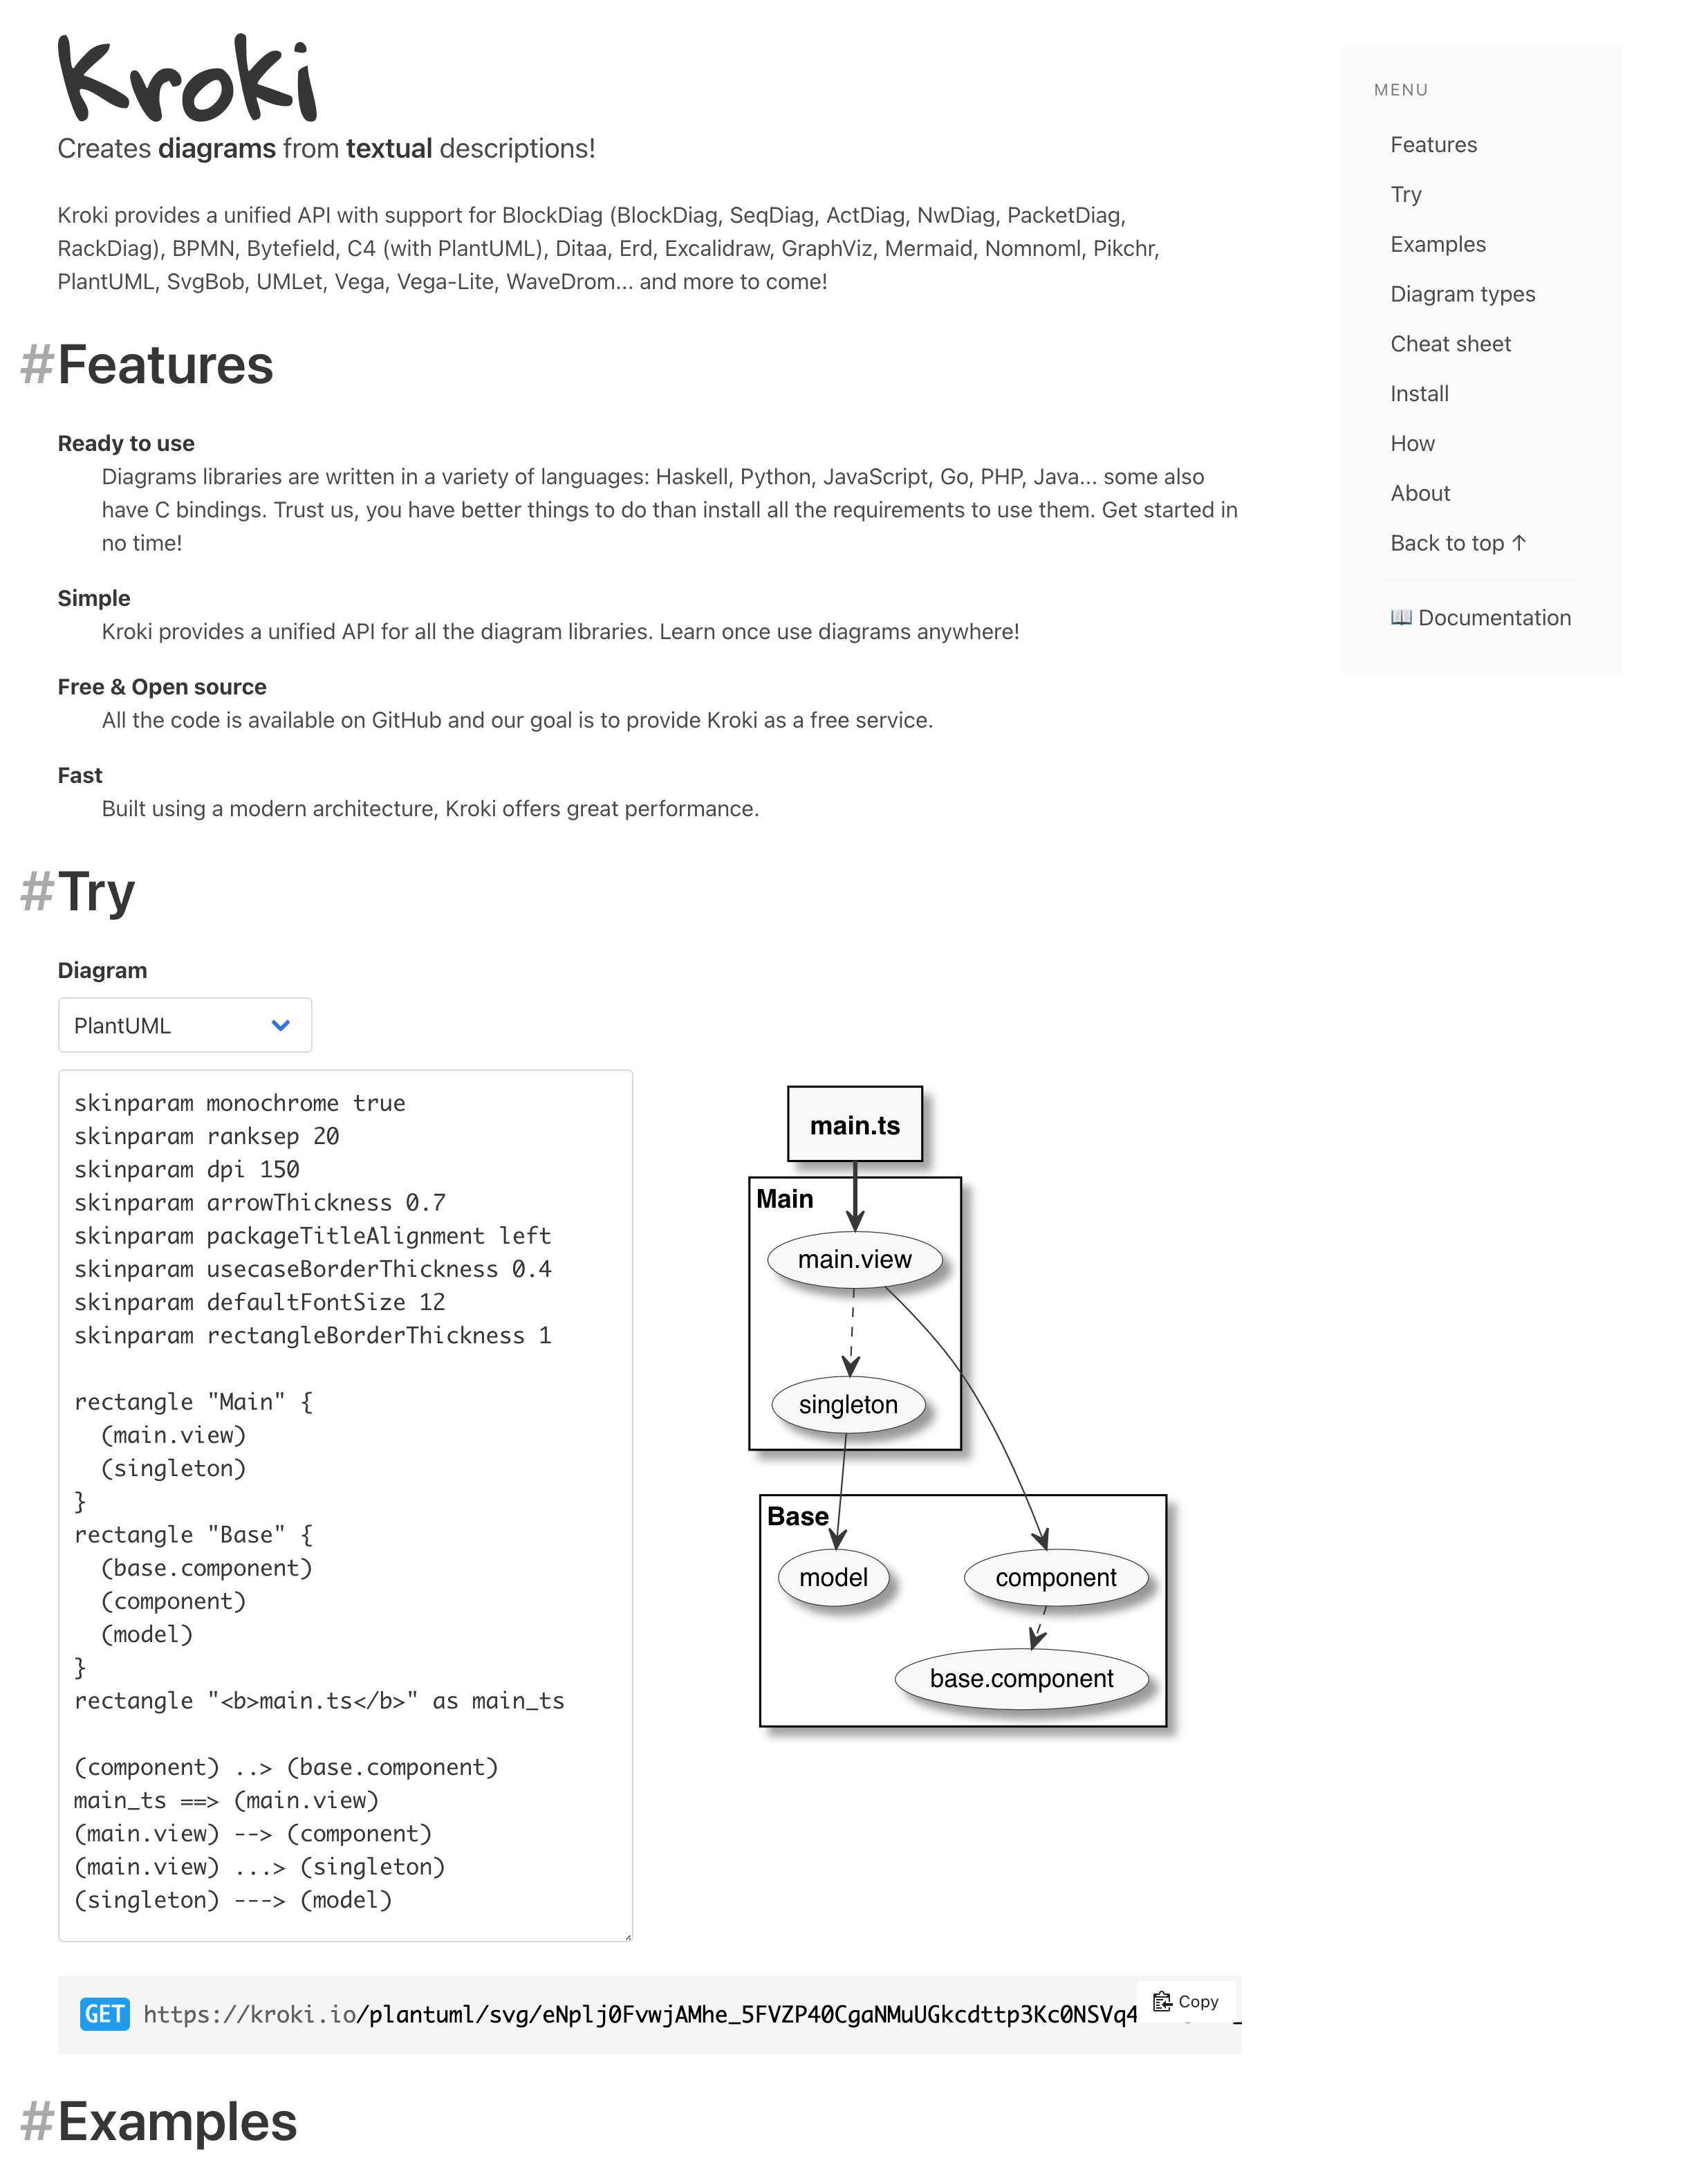 Kroki
Creates diagrams from textual descriptions!
Kroki provides a unified API with support for BlockDiag (BlockDiag, SeqDiag, ActDiag, NwDiag, PacketDiag,
RackDiag), BPMN, Bytefield, C4 (with PlantUML), Ditaa, Erd, Excalidraw, GraphViz, Mermaid, Nomnoml, Pikchr,
PlantUML, SvgBob, UMLet, Vega, Vega-Lite, WaveDrom... and more to come!
#Features
Ready to use
Diagrams libraries are written in a variety of languages: Haskell, Python, JavaScript, Go, PHP, Java... some also
have C bindings. Trust us, you have better things to do than install all the requirements to use them. Get started in
no time!
Simple
Kroki provides a unified API for all the diagram libraries. Learn once use diagrams anywhere!
Free & Open source
All the code is available on GitHub and our goal is to provide Kroki as a free service.
Fast
Built using a modern architecture, Kroki offers great performance.
#Try
Diagram
PlantUML
skinparam monochrome true
skinparam ranksep 20
skinparam dpi 150
skinparam arrowThickness 0.7
skinparam packageTitleAlignment left
skinparam usecaseBorderThickness 0.4
skinparam defaultFontSize 12
skinparam rectangleBorderThickness 1
rectangle "Main" {
  (main.view)
  (singleton)
}
rectangle "Base" {
  (base.component)
  (component)
  (model)
}
rectangle "<b>main.ts</b>" as main_ts
(component) ..> (base.component)
main_ts ==> (main.view)
(main.view) --> (component)
(main.view) ...> (singleton)
(singleton) ---> (model)
main.ts
Main
main.view
singleton
Base
model
component
base.component
GET https://kroki.io/plantuml/svg/eNplj0FvwjAMhe_5FVZP40CgaNMuUGkcdttp3Kc0NSVq4
Copy
#Examples
MENU
Features
Try
Examples
Diagram types
Cheat sheet
Install
How
About
Back to top ↑
📖 Documentation